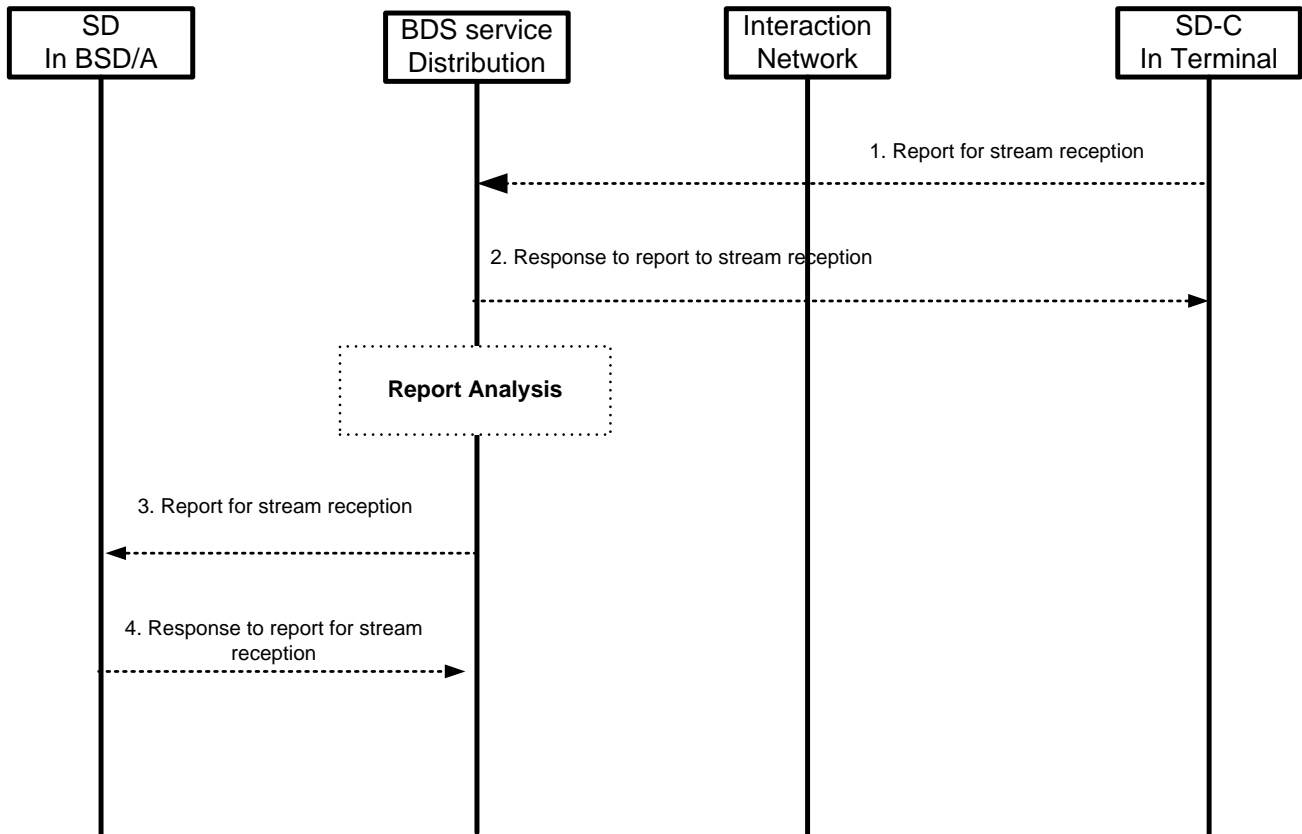 SD
In BSD/A
BDS service
Distribution
Interaction
Network
SD-C
In Terminal
1. Report for stream reception
2. Response to report to stream reception
Report Analysis
3. Report for stream reception
4. Response to report for stream
reception